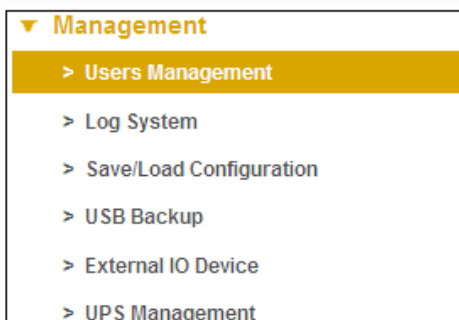 ▼ Management
> Users Management
> Log System
> Save/Load Configuration
> USB Backup
> External IO Device
> UPS Management